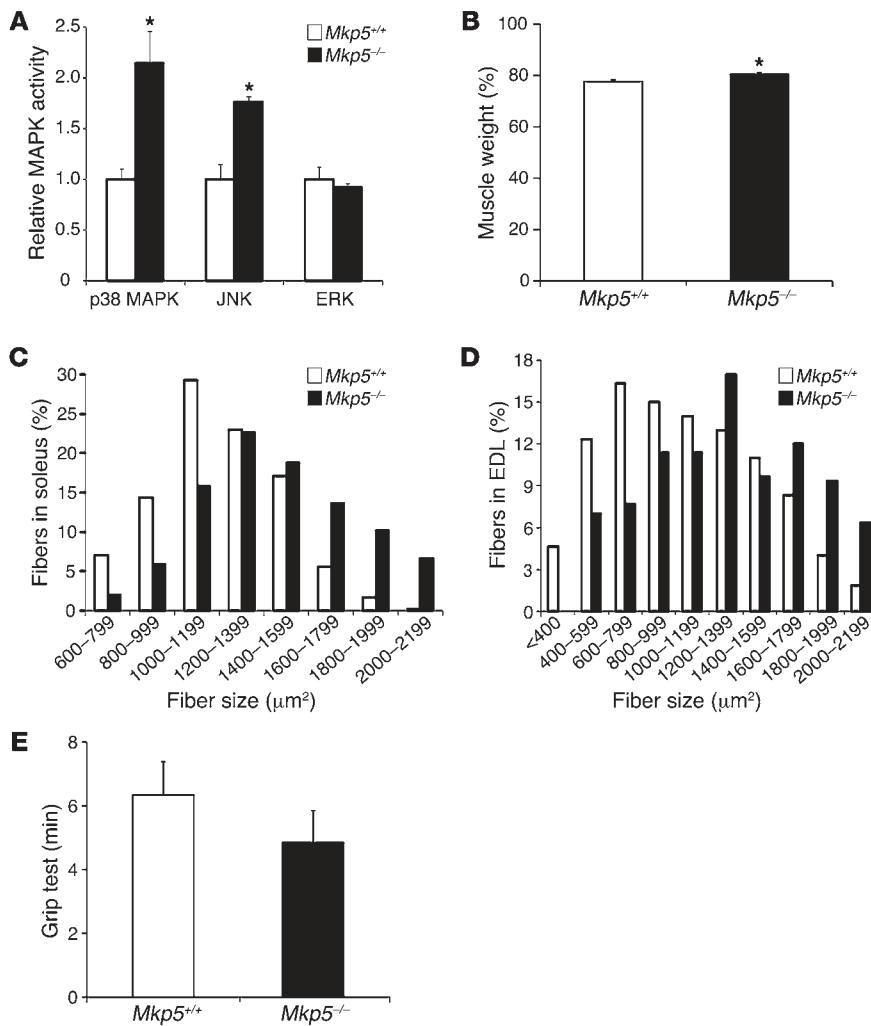 A
Relative MAPK activity
2.5
2.0
1.5
1.0
0.5
0
*
*
Mkp5+/+
Mkp5–/–
p38 MAPK JNK ERK
B
Muscle weight (%)
100
80
60
40
20
0
*
Mkp5+/+ Mkp5–/–
C
Fibers in soleus (%)
30
25
20
15
10
5
0
Mkp5+/+
Mkp5–/–
600–799 800–999 1000–1199 1200–1399 1400–1599 1600–1799 1800–1999 2000–2199
Fiber size (μm²)
D
Fibers in EDL (%)
18
15
12
9
6
3
0
Mkp5+/+
Mkp5–/–
<400 400–599 600–799 800–999 1000–1199 1200–1399 1400–1599 1600–1799 1800–1999 2000–2199
Fiber size (μm²)
E
Grip test (min)
8
6
4
2
0
Mkp5+/+ Mkp5–/–